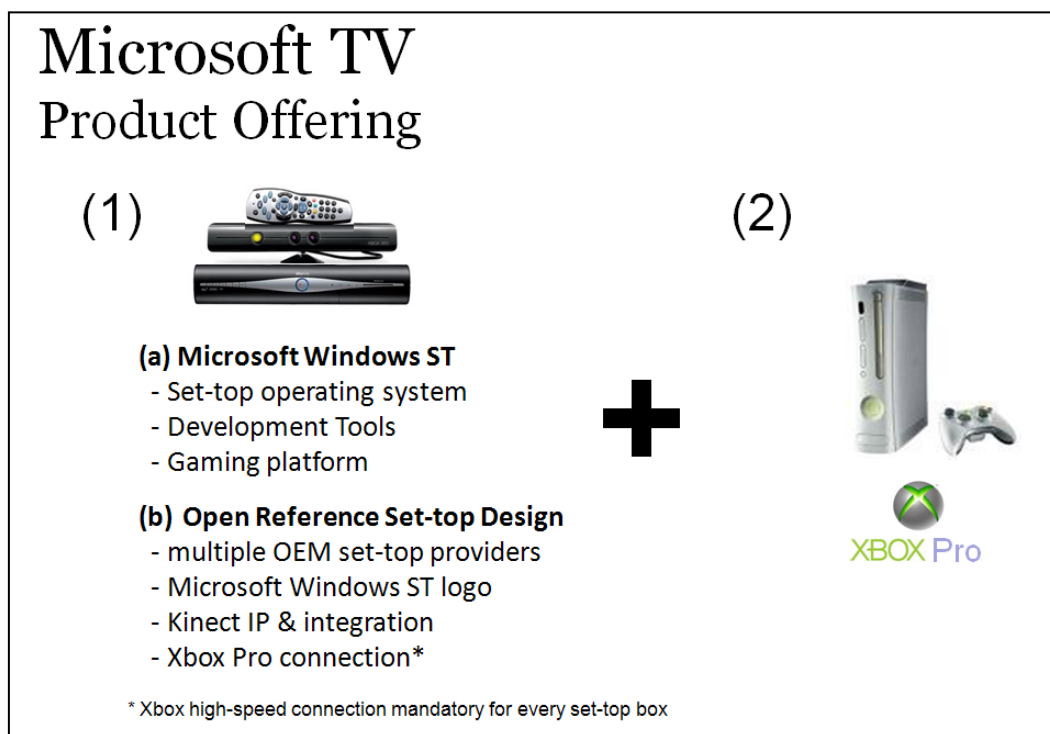 Microsoft TV
Product Offering
(1)
(2)
XBOX 360
(a) Microsoft Windows ST
- Set-top operating system
- Development Tools
- Gaming platform
(b) Open Reference Set-top Design
- multiple OEM set-top providers
- Microsoft Windows ST logo
- Kinect IP & integration
- Xbox Pro connection*
XBOX Pro
* Xbox high-speed connection mandatory for every set-top box